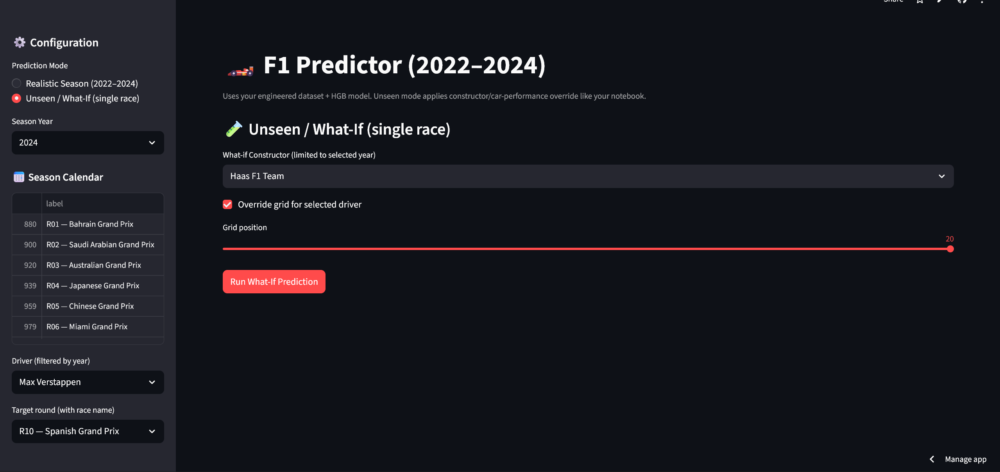 Share
Configuration
Prediction Mode
Realistic Season (2022–2024)
Unseen / What-If (single race)
Season Year
2024
Season Calendar
label
880 R01 — Bahrain Grand Prix
900 R02 — Saudi Arabian Grand Prix
920 R03 — Australian Grand Prix
939 R04 — Japanese Grand Prix
959 R05 — Chinese Grand Prix
979 R06 — Miami Grand Prix
Driver (filtered by year)
Max Verstappen
Target round (with race name)
R10 — Spanish Grand Prix
F1 Predictor (2022–2024)
Uses your engineered dataset + HGB model. Unseen mode applies constructor/car-performance override like your notebook.
Unseen / What-If (single race)
What-if Constructor (limited to selected year)
Haas F1 Team
Override grid for selected driver
Grid position
20
Run What-If Prediction
Manage app